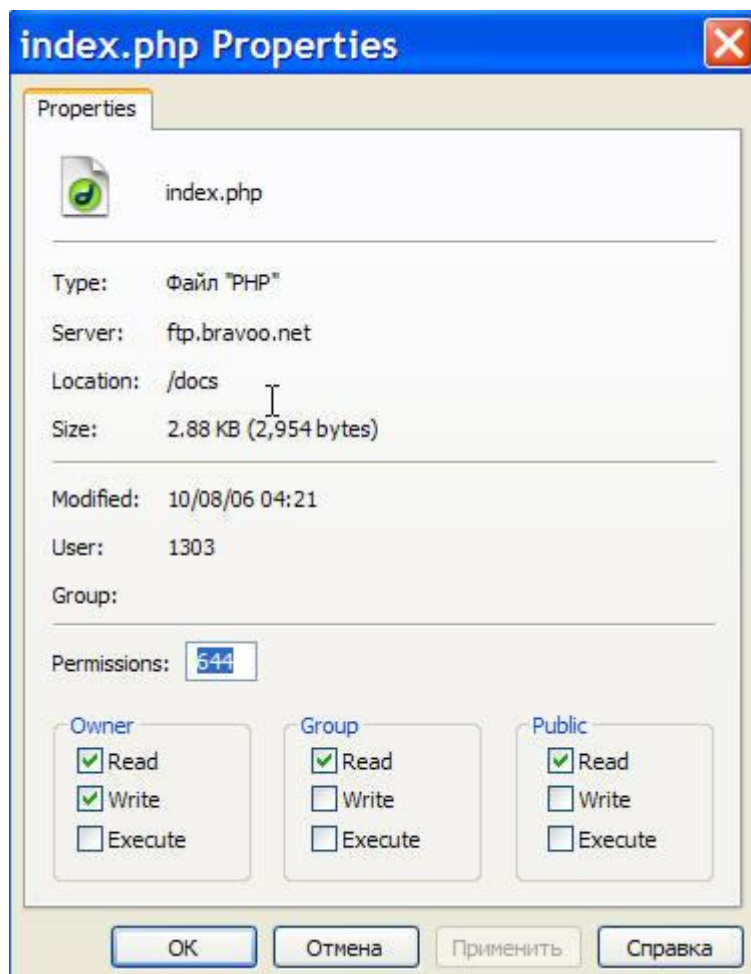 index.php Properties
Properties
index.php
Type: Файл "PHP"
Server: ftp.bravoo.net
Location: /docs
Size: 2.88 KB (2,954 bytes)
Modified: 10/08/06 04:21
User: 1303
Group:
Permissions: 644
Owner Group Public
Read Read Read
Write Write Write
Execute Execute Execute
OK Отмена Применить Справка